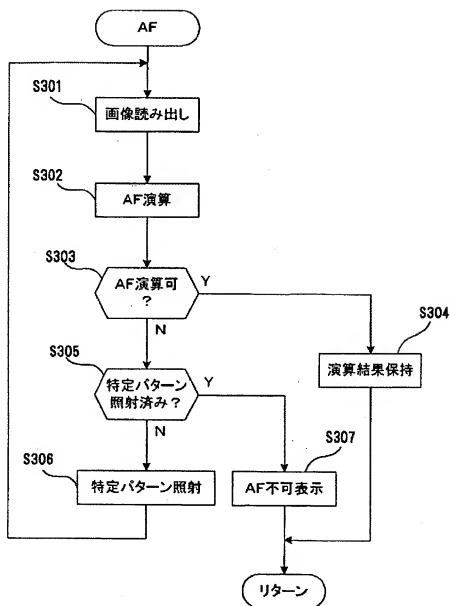 AF
S301
画像読み出し
S302
AF演算
S303
AF演算可
?
Y
N
S304
演算結果保持
S305
特定パターン
照射済み?
Y
N
S306
特定パターン照射
S307
AF不可表示
リターン